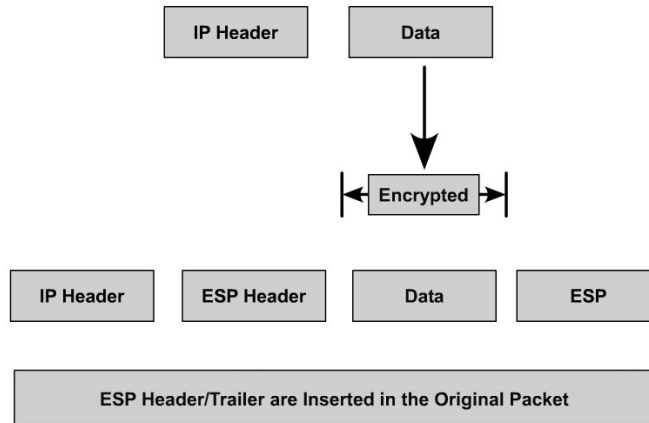 IP Header
Data
Encrypted
IP Header
ESP Header
Data
ESP
ESP Header/Trailer are Inserted in the Original Packet